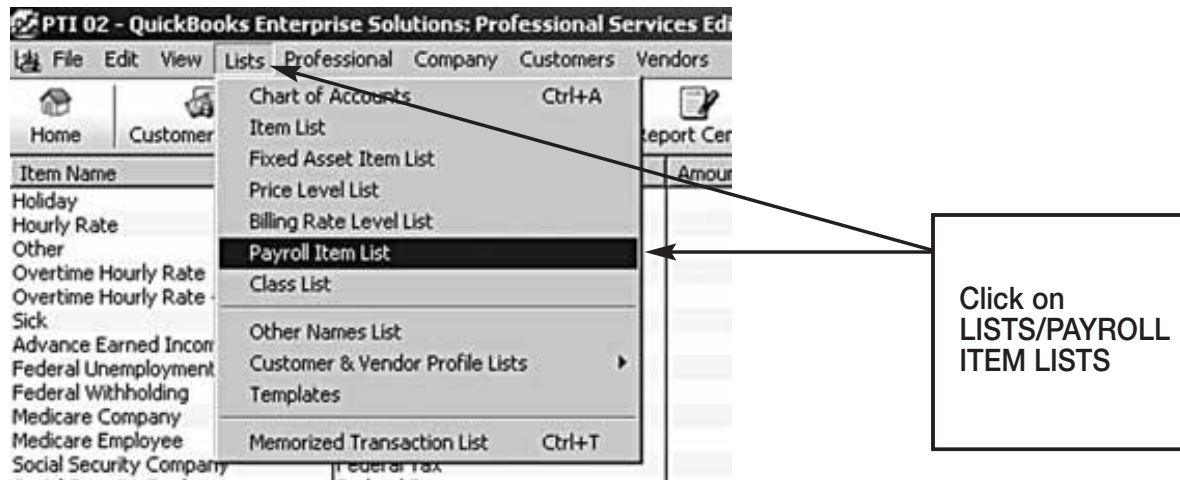 PTI 02 - QuickBooks Enterprise Solutions: Professional Services Edi
File Edit View Lists Professional Company Customers Vendors
Home Customer eport Cer
Chart of Accounts Ctrl+A
Item List
Fixed Asset Item List
Price Level List
Billing Rate Level List
Payroll Item List
Class List
Other Names List
Customer & Vendor Profile Lists
Templates
Memorized Transaction List Ctrl+T
Item Name Amour
Holiday
Hourly Rate
Other
Overtime Hourly Rate
Overtime Hourly Rate -
Sick
Advance Earned Incom
Federal Unemployment
Federal Withholding
Medicare Company
Medicare Employee
Social Security Company Federal Tax
Click on
LISTS/PAYROLL
ITEM LISTS